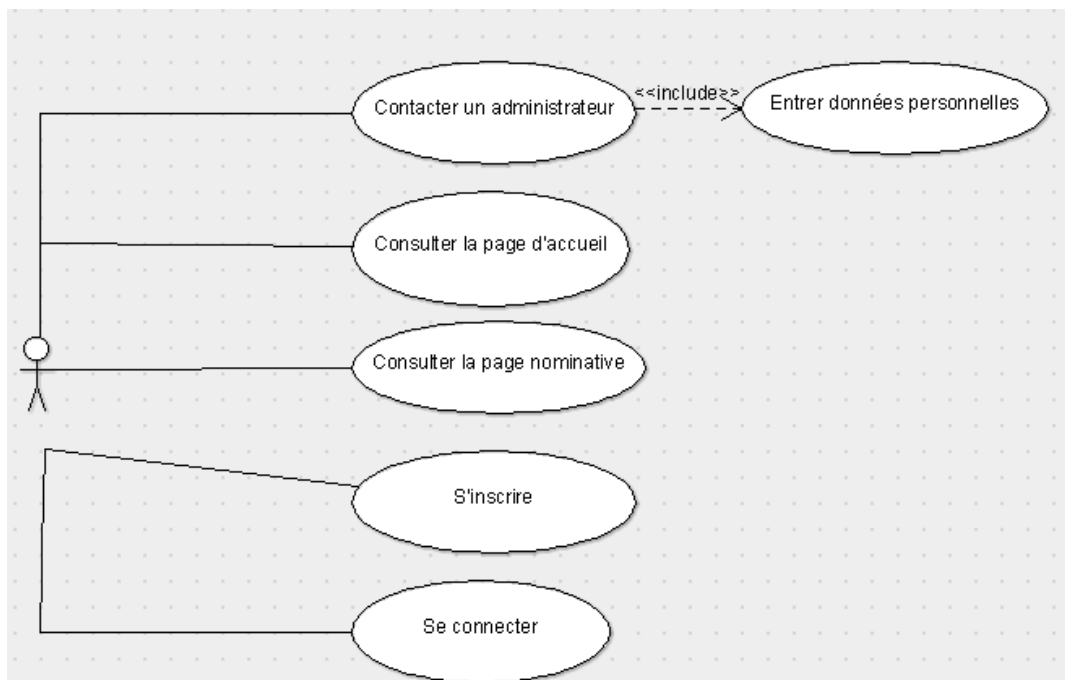 Contacter un administrateur
<<include>>
Entrer données personnelles
Consulter la page d'accueil
Consulter la page nominative
S'inscrire
Se connecter